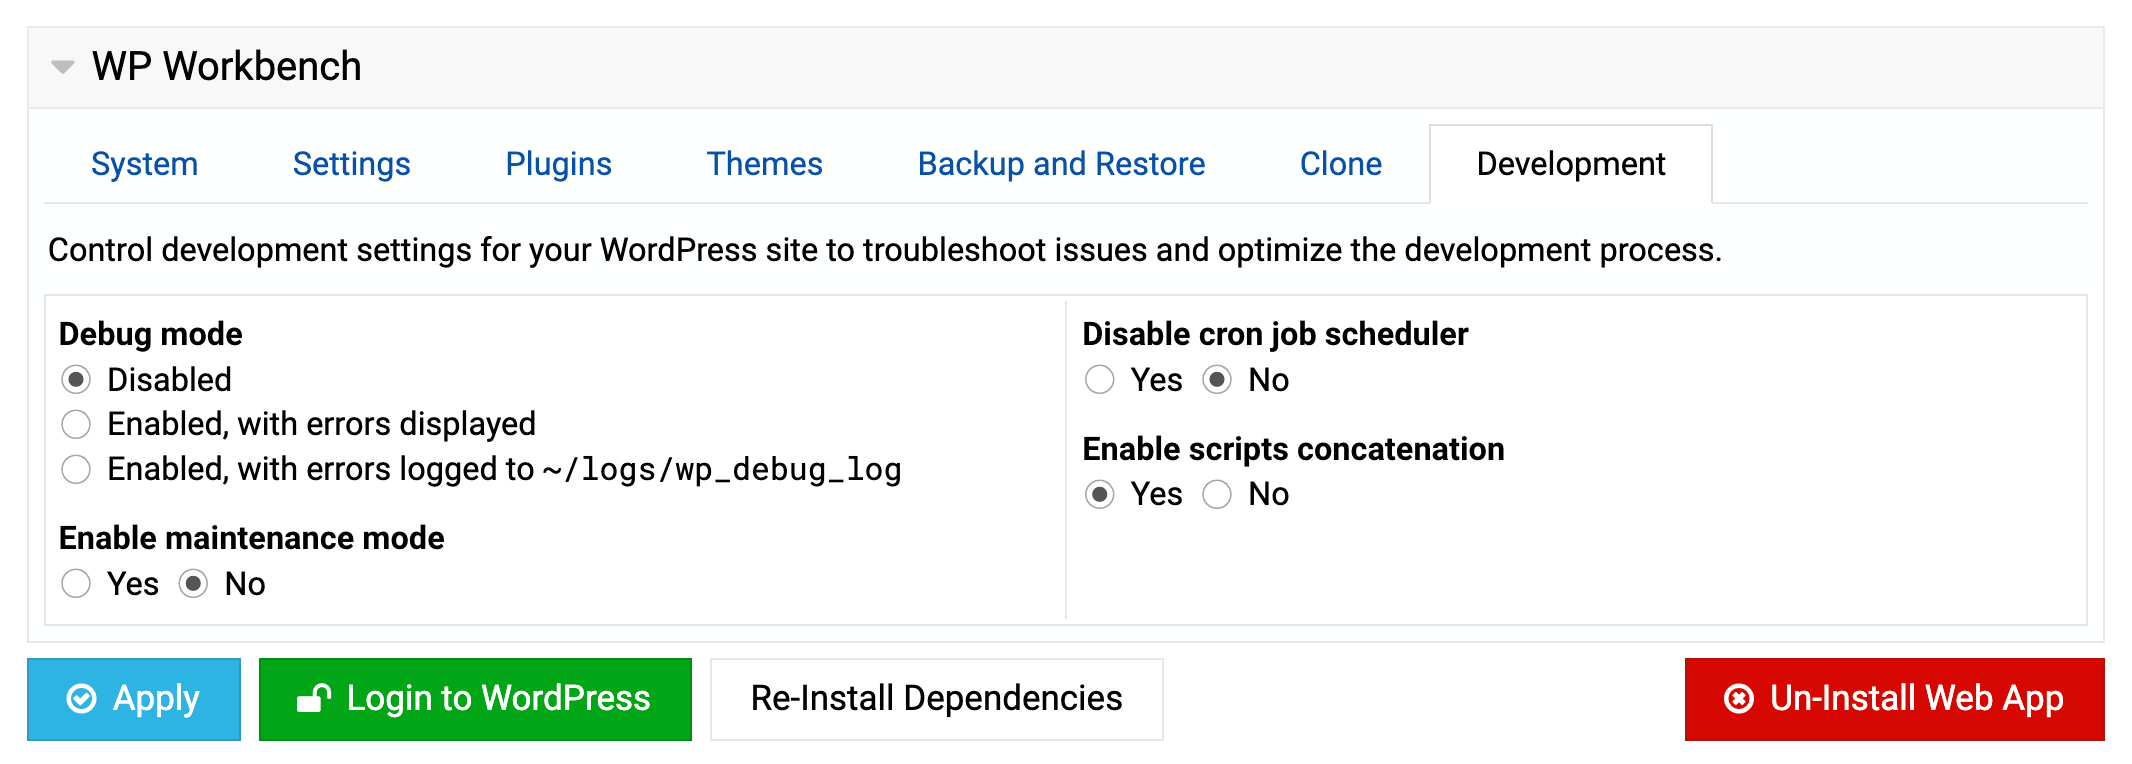 WP Workbench
System Settings Plugins Themes Backup and Restore Clone Development
Control development settings for your WordPress site to troubleshoot issues and optimize the development process.
Debug mode
Disabled
Enabled, with errors displayed
Enabled, with errors logged to ~/logs/wp_debug_log
Enable maintenance mode
Yes No
Disable cron job scheduler
Yes No
Enable scripts concatenation
Yes No
Apply Login to WordPress Re-Install Dependencies Un-Install Web App